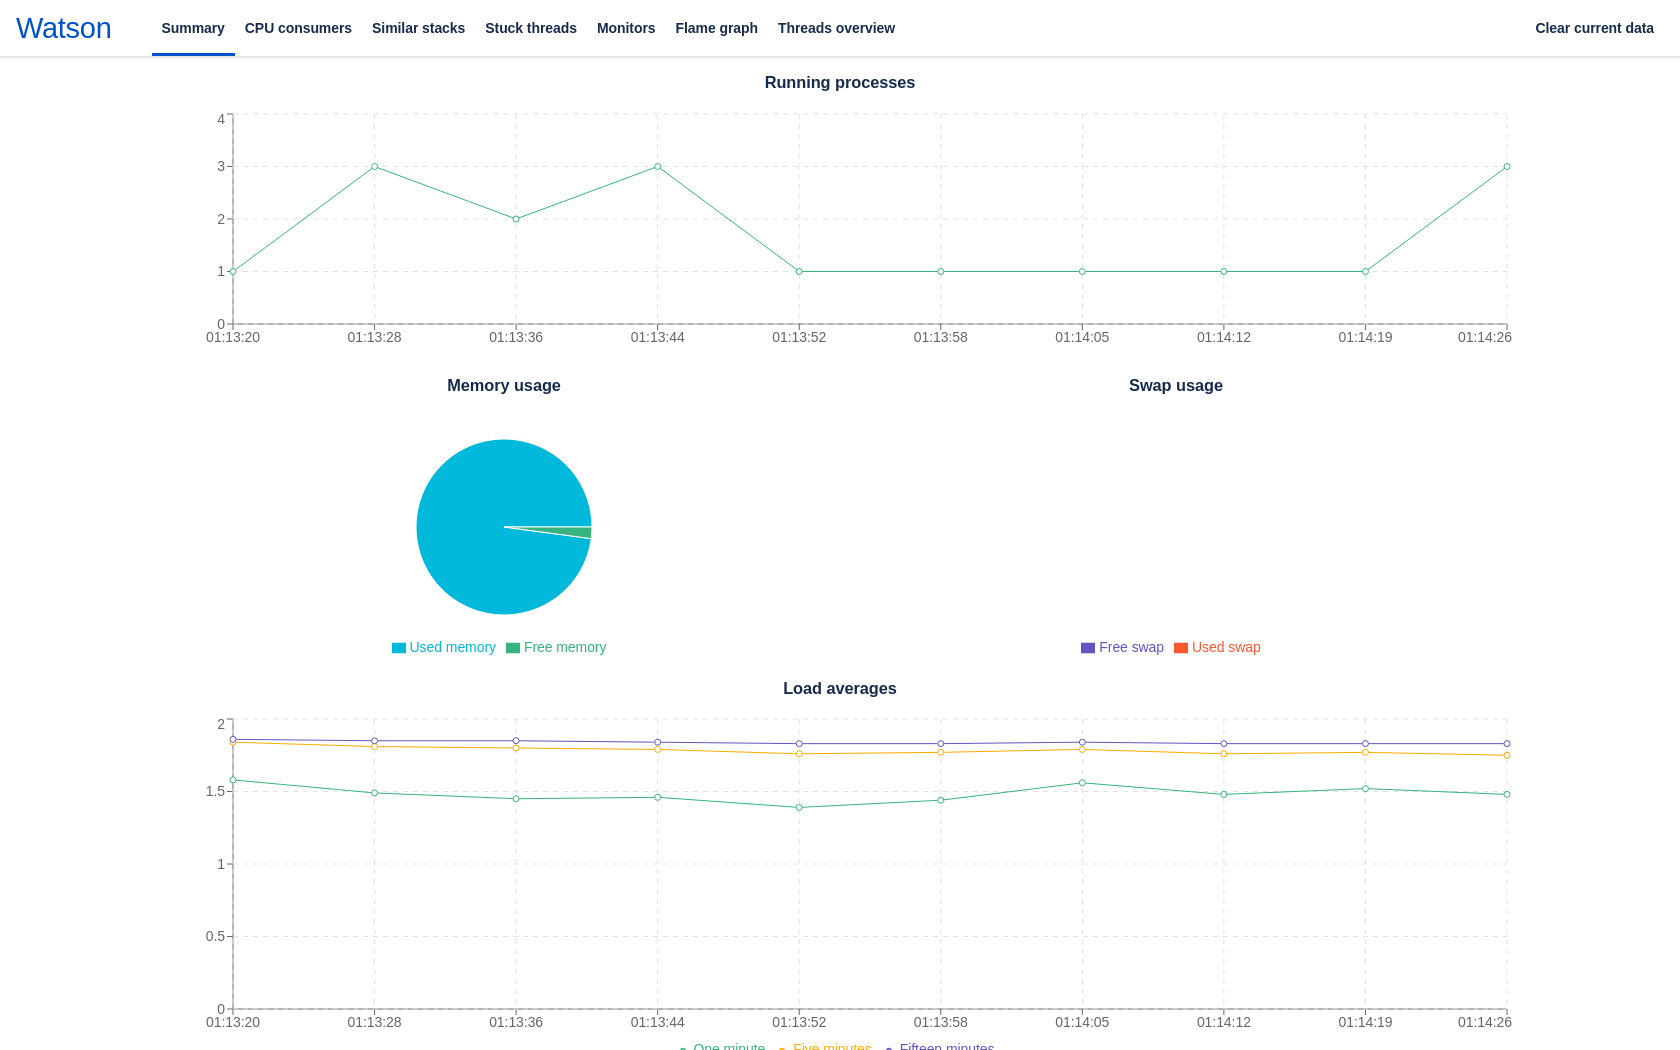 Watson Summary CPU consumers Similar stacks Stuck threads Monitors Flame graph Threads overview Clear current data
Running processes
4
3
2
1
0
01:13:20 01:13:28 01:13:36 01:13:44 01:13:52 01:13:58 01:14:05 01:14:12 01:14:19 01:14:26
Memory usage Swap usage
Used memory Free memory Free swap Used swap
Load averages
2
1.5
1
0.5
0
01:13:20 01:13:28 01:13:36 01:13:44 01:13:52 01:13:58 01:14:05 01:14:12 01:14:19 01:14:26
One minute Five minutes Fifteen minutes